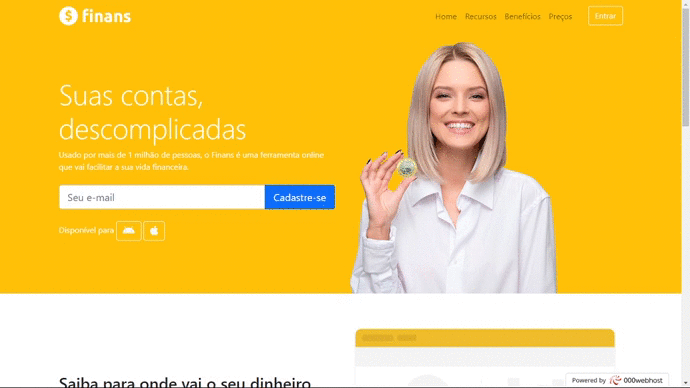 finans
Home Recursos Benefícios Preços Entrar
Suas contas,
descomplicadas
Usado por mais de 1 milhão de pessoas, o Finans é uma ferramenta online
que vai facilitar a sua vida financeira.
Seu e-mail Cadastre-se
Disponível para
Saiba para onde vai o seu dinheiro
Powered by 000webhost